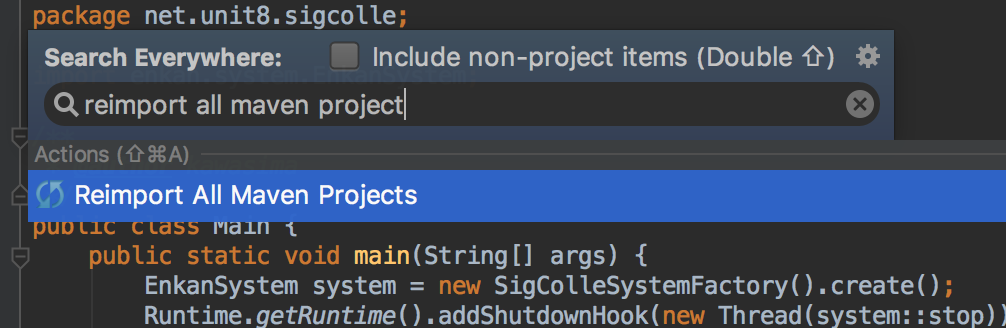 package net.unit8.sigcolle;
Search Everywhere: Include non-project items (Double ⇧)
reimport all maven project
Actions (⇧⌘A)
Reimport All Maven Projects
public class Main {
public static void main(String[] args) {
EnkanSystem system = new SigColleSystemFactory().create();
Runtime.getRuntime().addShutdownHook(new Thread(system::stop)